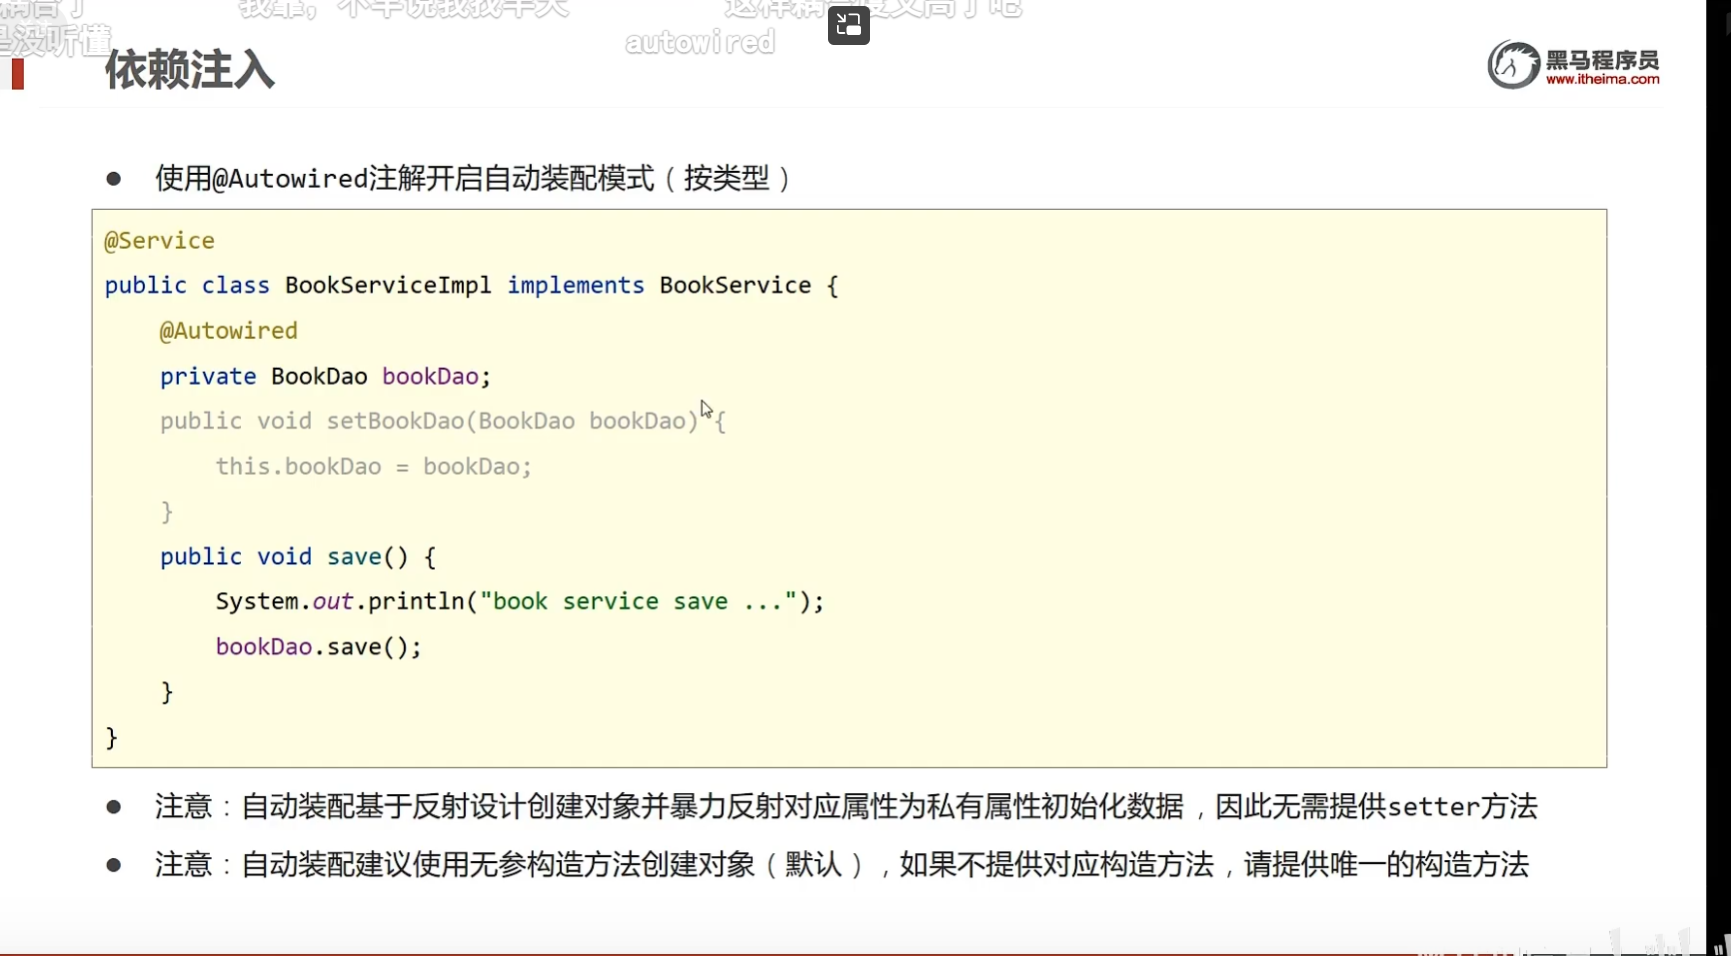 autowired
是没听懂
依赖注入
黑马程序员
www.itheima.com
● 使用@Autowired注解开启自动装配模式（按类型）
@Service
public class BookServiceImpl implements BookService {
@Autowired
private BookDao bookDao;
public void setBookDao(BookDao bookDao) {
this.bookDao = bookDao;
}
public void save() {
System.out.println("book service save ...");
bookDao.save();
}
}
● 注意：自动装配基于反射设计创建对象并暴力反射对应属性为私有属性初始化数据，因此无需提供setter方法
● 注意：自动装配建议使用无参构造方法创建对象（默认），如果不提供对应构造方法，请提供唯一的构造方法